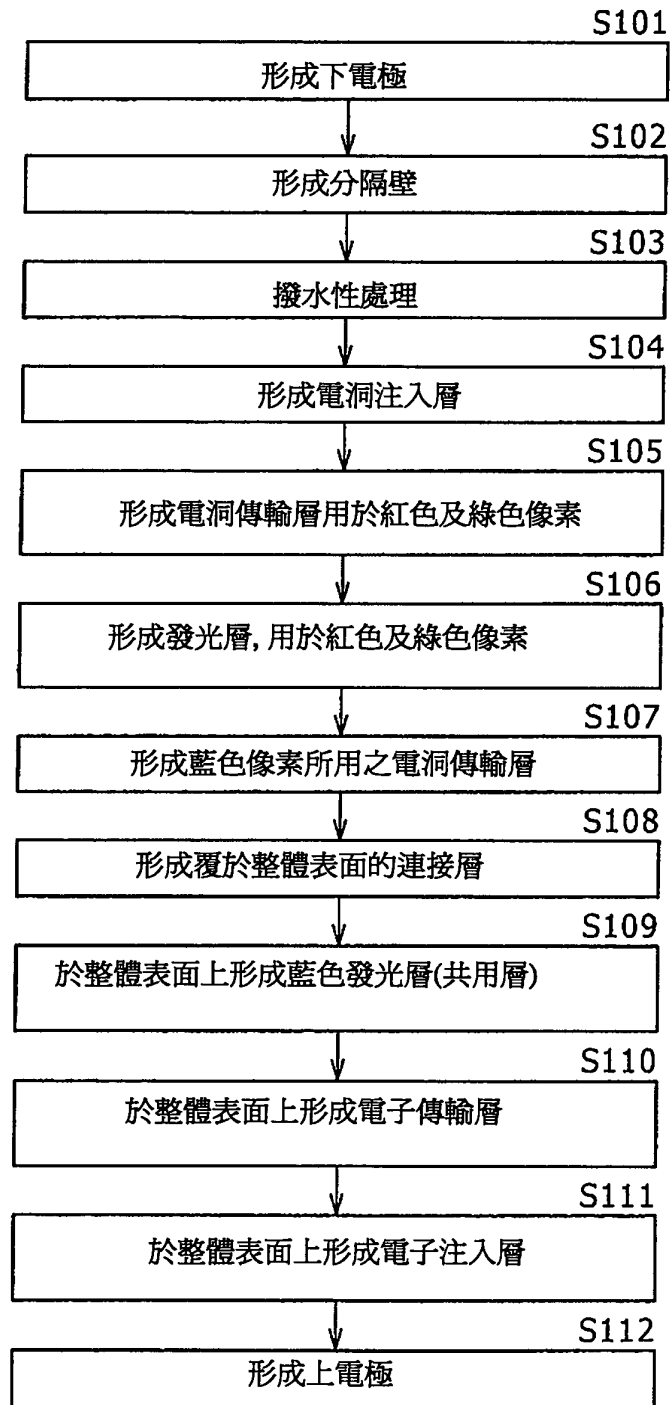 S101
形成下電極
S102
形成分隔壁
S103
撥水性處理
S104
形成電洞注入層
S105
形成電洞傳輸層用於紅色及綠色像素
S106
形成發光層, 用於紅色及綠色像素
S107
形成藍色像素所用之電洞傳輸層
S108
形成覆於整體表面的連接層
S109
於整體表面上形成藍色發光層(共用層)
S110
於整體表面上形成電子傳輸層
S111
於整體表面上形成電子注入層
S112
形成上電極